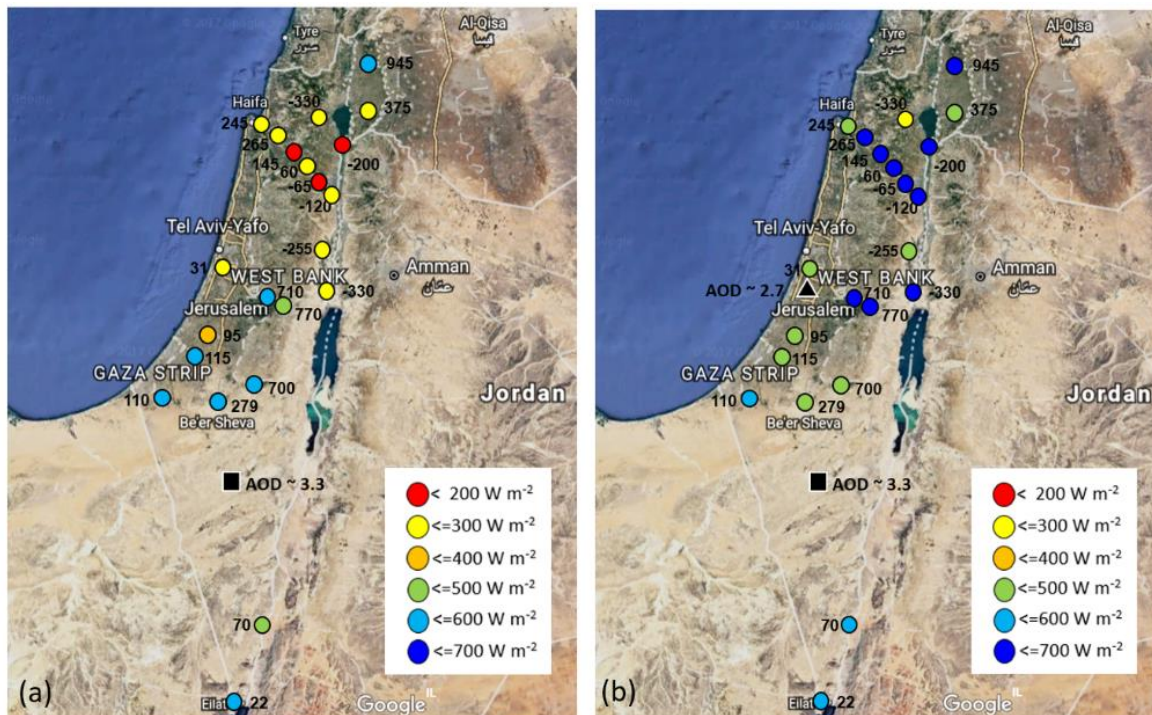 Tyre
صور
Al-Qisa
945
-330
Haifa
375
245
265
145
60
-200
-65
-120
Tel Aviv-Yafo
-255
31
WEST BANK
Amman
عمّان
710
-330
Jerusalem
770
95
115
GAZA STRIP
700
Jordan
110
279
Be'er Sheva
AOD ~ 3.3
< 200 W m⁻²
<=300 W m⁻²
<=400 W m⁻²
<=500 W m⁻²
<=600 W m⁻²
<=700 W m⁻²
70
(a)
Eilat
22
Google
IL
Tyre
صور
Al-Qisa
945
-330
Haifa
375
245
265
145
60
-200
-65
-120
Tel Aviv-Yafo
-255
31
WEST BANK
Amman
عمّان
AOD ~ 2.7
710
-330
Jerusalem
770
95
115
GAZA STRIP
700
Jordan
110
279
Be'er Sheva
AOD ~ 3.3
< 200 W m⁻²
<=300 W m⁻²
<=400 W m⁻²
<=500 W m⁻²
<=600 W m⁻²
<=700 W m⁻²
70
(b)
Eilat
22
Google
IL